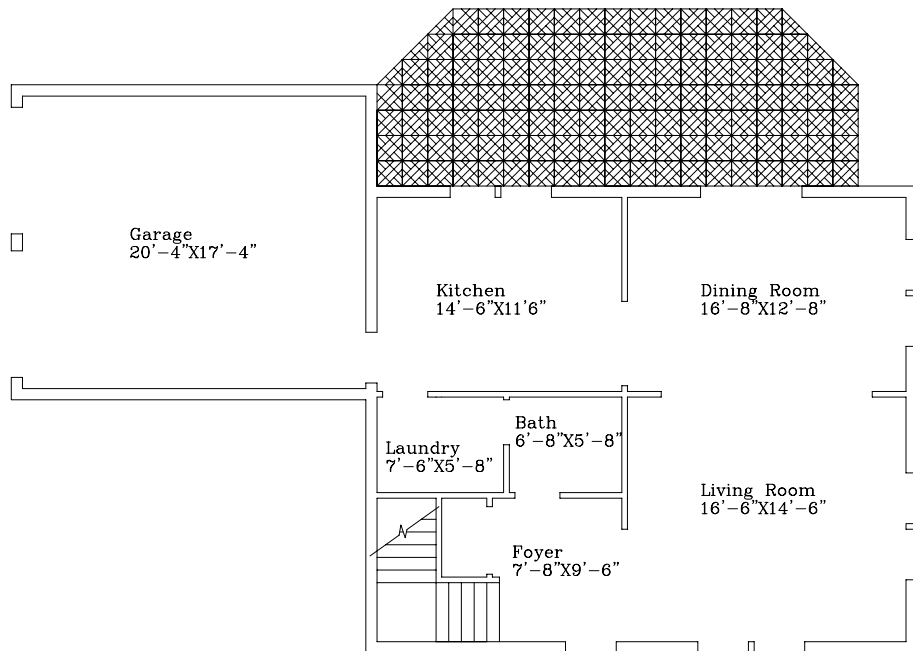 Garage
20'-4"X17'-4"
Kitchen
14'-6"X11'6"
Dining Room
16'-8"X12'-8"
Bath
6'-8"X5'-8"
Laundry
7'-6"X5'-8"
Living Room
16'-6"X14'-6"
Foyer
7'-8"X9'-6"